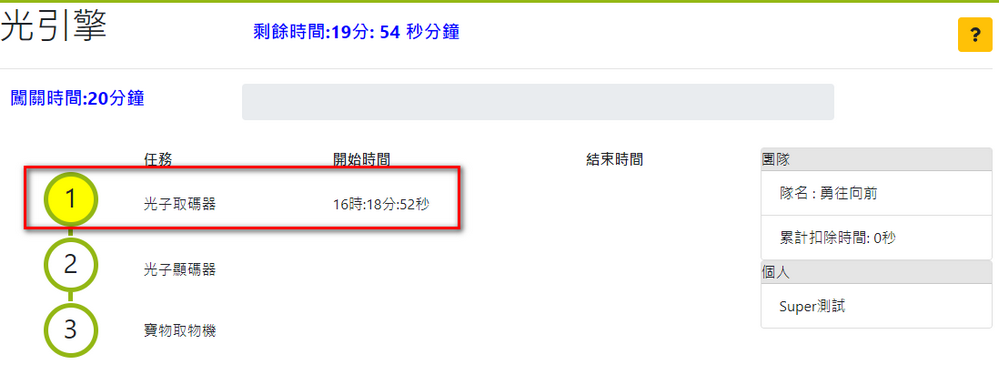 光引擎
剩餘時間:19分: 54 秒分鐘
?
闖關時間:20分鐘
任務 開始時間 結束時間
團隊
1 光子取碼器 16時:18分:52秒
隊名 : 勇往向前
累計扣除時間: 0秒
2 光子顯碼器
個人
Super測試
3 寶物取物機